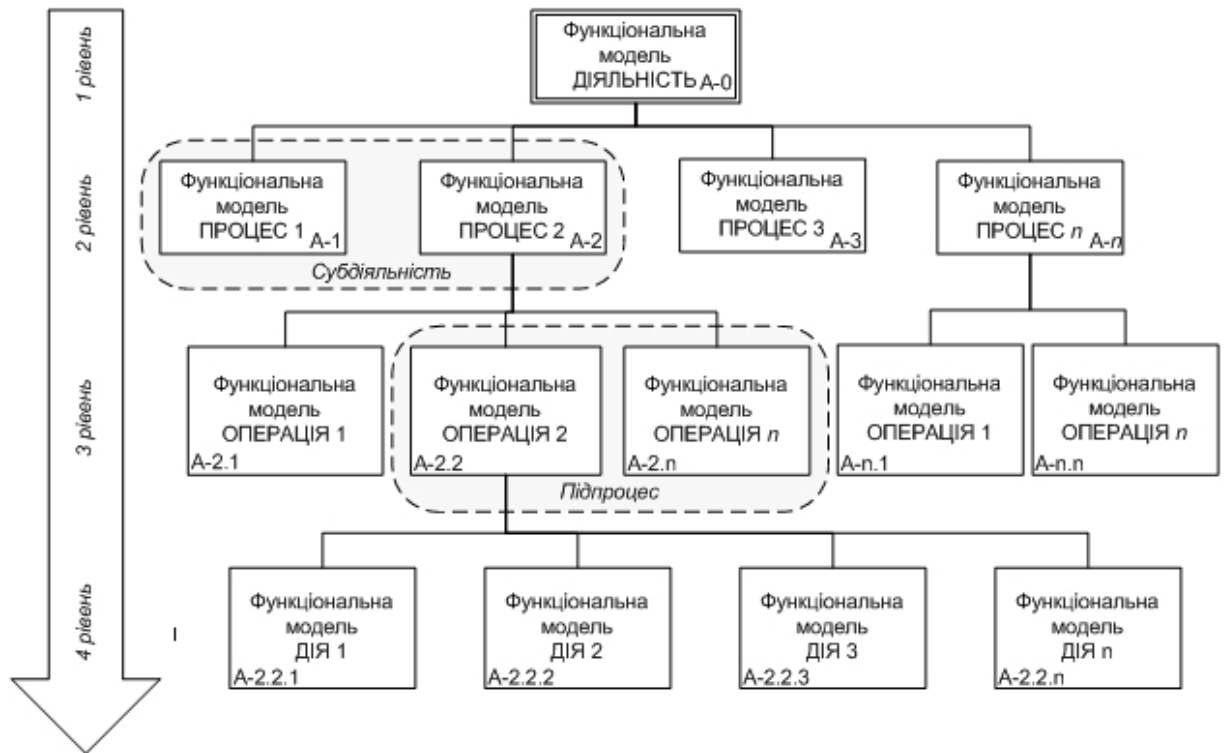 1 рівень
Функціональна
модель
ДІЯЛЬНІСТЬ А-0
2 рівень
Функціональна
модель
ПРОЦЕС 1
А-1
Функціональна
модель
ПРОЦЕС 2
А-2
Функціональна
модель
ПРОЦЕС 3
А-3
Функціональна
модель
ПРОЦЕС n
А-n
Субдіяльність
3 рівень
Функціональна
модель
ОПЕРАЦІЯ 1
А-2.1
Функціональна
модель
ОПЕРАЦІЯ 2
А-2.2
Функціональна
модель
ОПЕРАЦІЯ n
А-2.n
Функціональна
модель
ОПЕРАЦІЯ 1
А-n.1
Функціональна
модель
ОПЕРАЦІЯ n
А-n.n
Підпроцес
4 рівень
І
Функціональна
модель
ДІЯ 1
А-2.2.1
Функціональна
модель
ДІЯ 2
А-2.2.2
Функціональна
модель
ДІЯ 3
А-2.2.3
Функціональна
модель
ДІЯ n
А-2.2.n